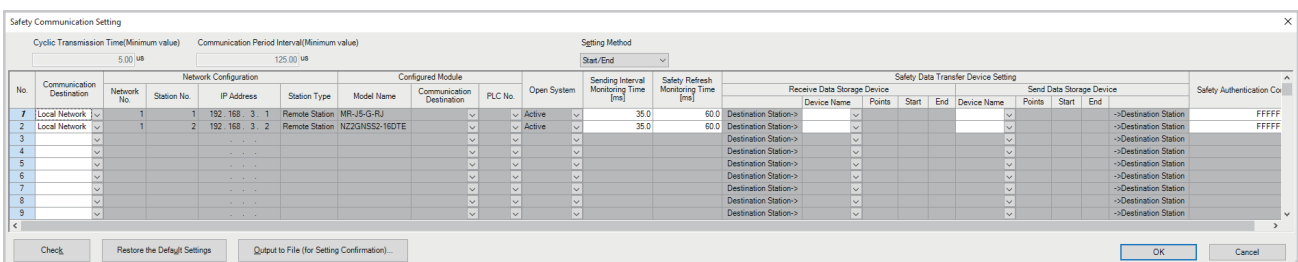 Safety Communication Setting
Cyclic Transmission Time(Minimum value) Communication Period Interval(Minimum value) Setting Method
5.00 us 125.00 us Start/End
No. Communication Destination Network Configuration Configured Module Open System Sending Interval Monitoring Time [ms] Safety Refresh Monitoring Time [ms] Safety Data Transfer Device Setting Safety Authentication Co
Network No. Station No. IP Address Station Type Model Name Communication Destination PLC No. Receive Data Storage Device Send Data Storage Device
Device Name Points Start End Device Name Points Start End
1 Local Network 1 1 192 . 168 . 3 . 1 Remote Station MR-J5-G-RJ Active 35.0 60.0 Destination Station-> ->Destination Station FFFFF
2 Local Network 1 2 192 . 168 . 3 . 2 Remote Station NZ2GNSS2-16DTE Active 35.0 60.0 Destination Station-> ->Destination Station FFFFF
3 . . . Destination Station-> ->Destination Station
4 . . . Destination Station-> ->Destination Station
5 . . . Destination Station-> ->Destination Station
6 . . . Destination Station-> ->Destination Station
7 . . . Destination Station-> ->Destination Station
8 . . . Destination Station-> ->Destination Station
9 . . . Destination Station-> ->Destination Station
Check Restore the Default Settings Output to File (for Setting Confirmation)... OK Cancel